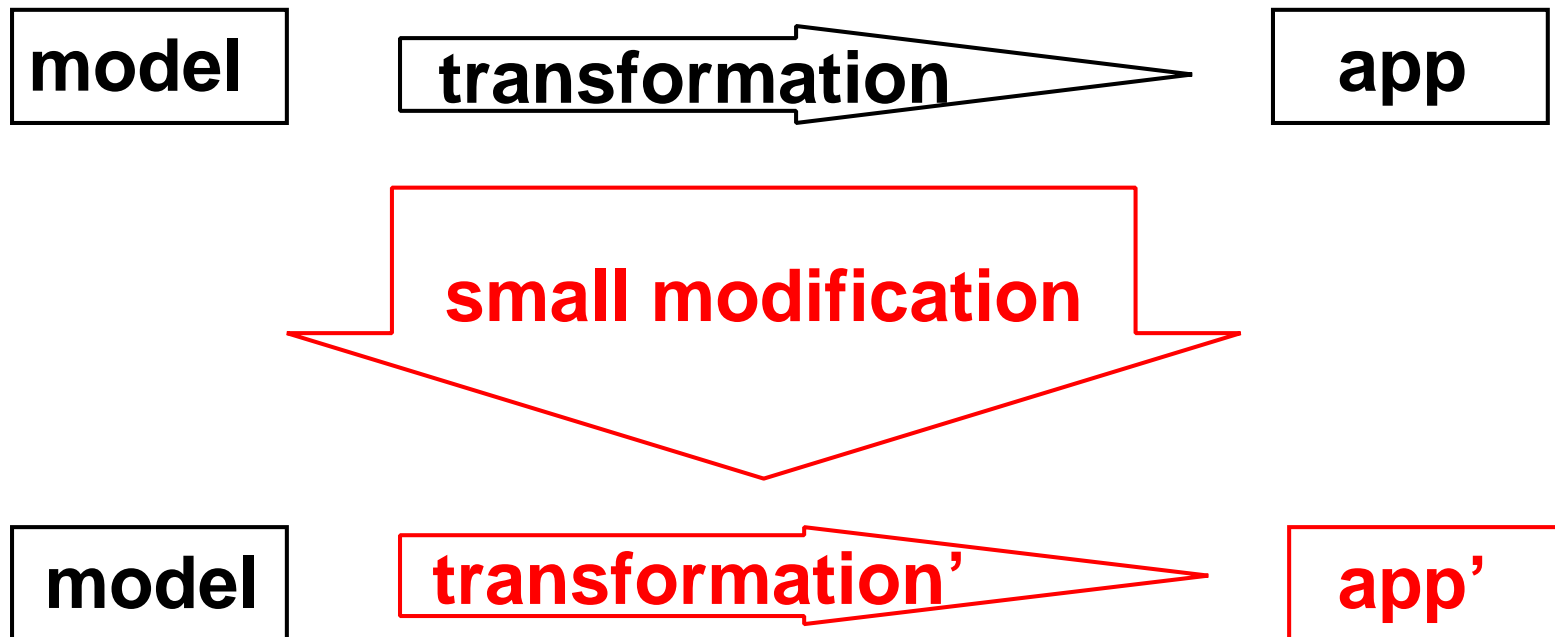 model transformation app
small modification
model transformation’ app’